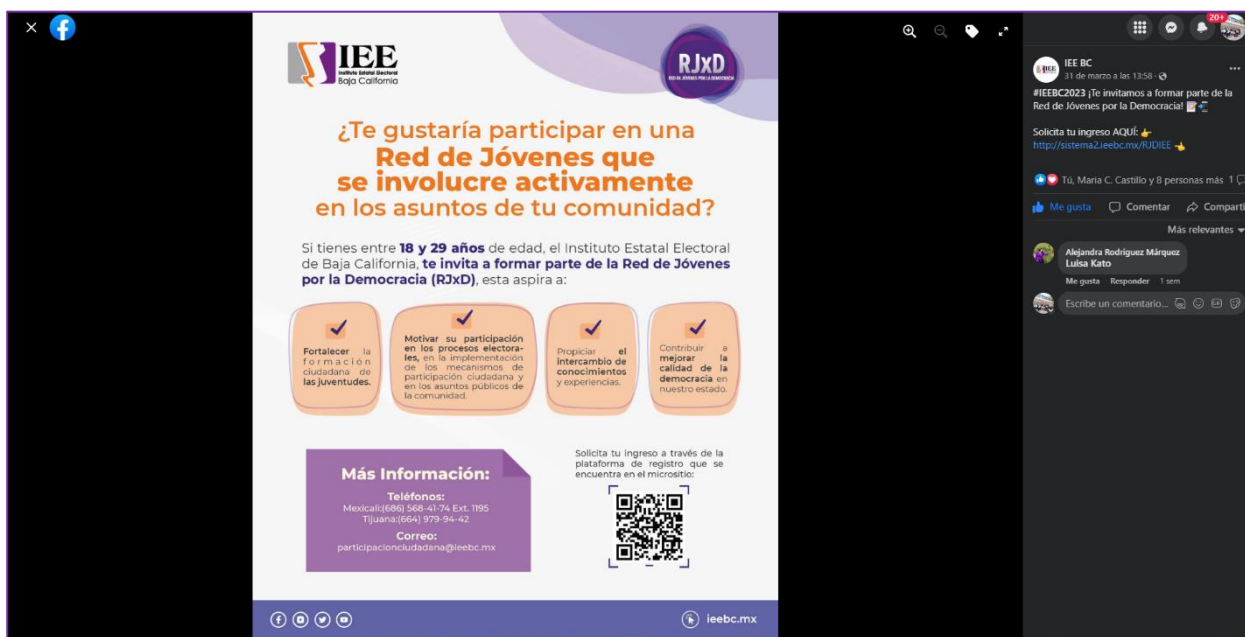 IEE
Instituto Estatal Electoral
Baja California
RJxD
RED DE JÓVENES POR LA DEMOCRACIA
¿Te gustaría participar en una
Red de Jóvenes que
se involucre activamente
en los asuntos de tu comunidad?
Si tienes entre 18 y 29 años de edad, el Instituto Estatal Electoral
de Baja California, te invita a formar parte de la Red de Jóvenes
por la Democracia (RJxD), esta aspira a:
Fortalecer la
formación
ciudadana de
las juventudes.
Motivar su participación
en los procesos electora-
les, en la implementación
de los mecanismos de
participación ciudadana y
en los asuntos públicos de
la comunidad.
Propiciar el
intercambio de
conocimientos
y experiencias.
Contribuir a
mejorar la
calidad de la
democracia en
nuestro estado.
Más Información:
Teléfonos:
Mexicali:(686) 568-41-74 Ext. 1195
Tijuana:(664) 979-94-42
Correo:
participacionciudadana@ieebc.mx
Solicita tu ingreso a través de la
plataforma de registro que se
encuentra en el micrositio:
ieebc.mx
20+
IEE BC
31 de marzo a las 13:58 ·
#IEEBC2023 ¡Te invitamos a formar parte de la
Red de Jóvenes por la Democracia!
Solicita tu ingreso AQUÍ:
http://sistema2.ieebc.mx/RJDIEE
Tú, Maria C. Castillo y 8 personas más 1
Me gusta Comentar Comparti
Más relevantes
Alejandra Rodríguez Márquez
Luisa Kato
Me gusta Responder 1 sem
Escribe un comentario...